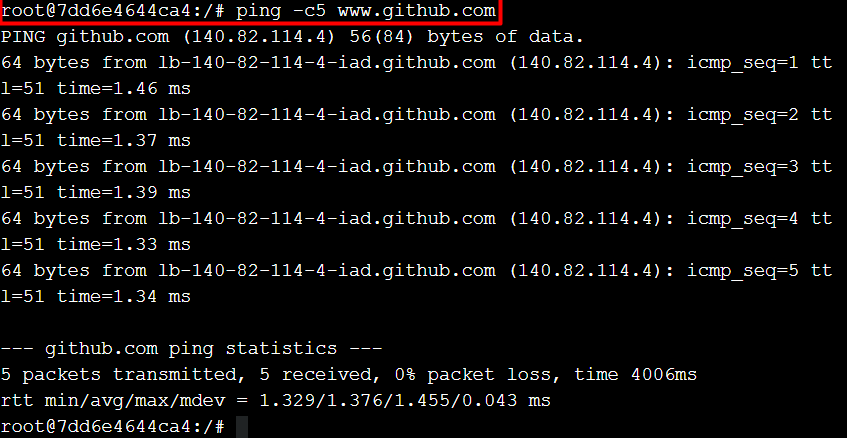 root@7dd6e4644ca4:/# ping -c5 www.github.com
PING github.com (140.82.114.4) 56(84) bytes of data.
64 bytes from lb-140-82-114-4-iad.github.com (140.82.114.4): icmp_seq=1 tt
l=51 time=1.46 ms
64 bytes from lb-140-82-114-4-iad.github.com (140.82.114.4): icmp_seq=2 tt
l=51 time=1.37 ms
64 bytes from lb-140-82-114-4-iad.github.com (140.82.114.4): icmp_seq=3 tt
l=51 time=1.39 ms
64 bytes from lb-140-82-114-4-iad.github.com (140.82.114.4): icmp_seq=4 tt
l=51 time=1.33 ms
64 bytes from lb-140-82-114-4-iad.github.com (140.82.114.4): icmp_seq=5 tt
l=51 time=1.34 ms
--- github.com ping statistics ---
5 packets transmitted, 5 received, 0% packet loss, time 4006ms
rtt min/avg/max/mdev = 1.329/1.376/1.455/0.043 ms
root@7dd6e4644ca4:/#